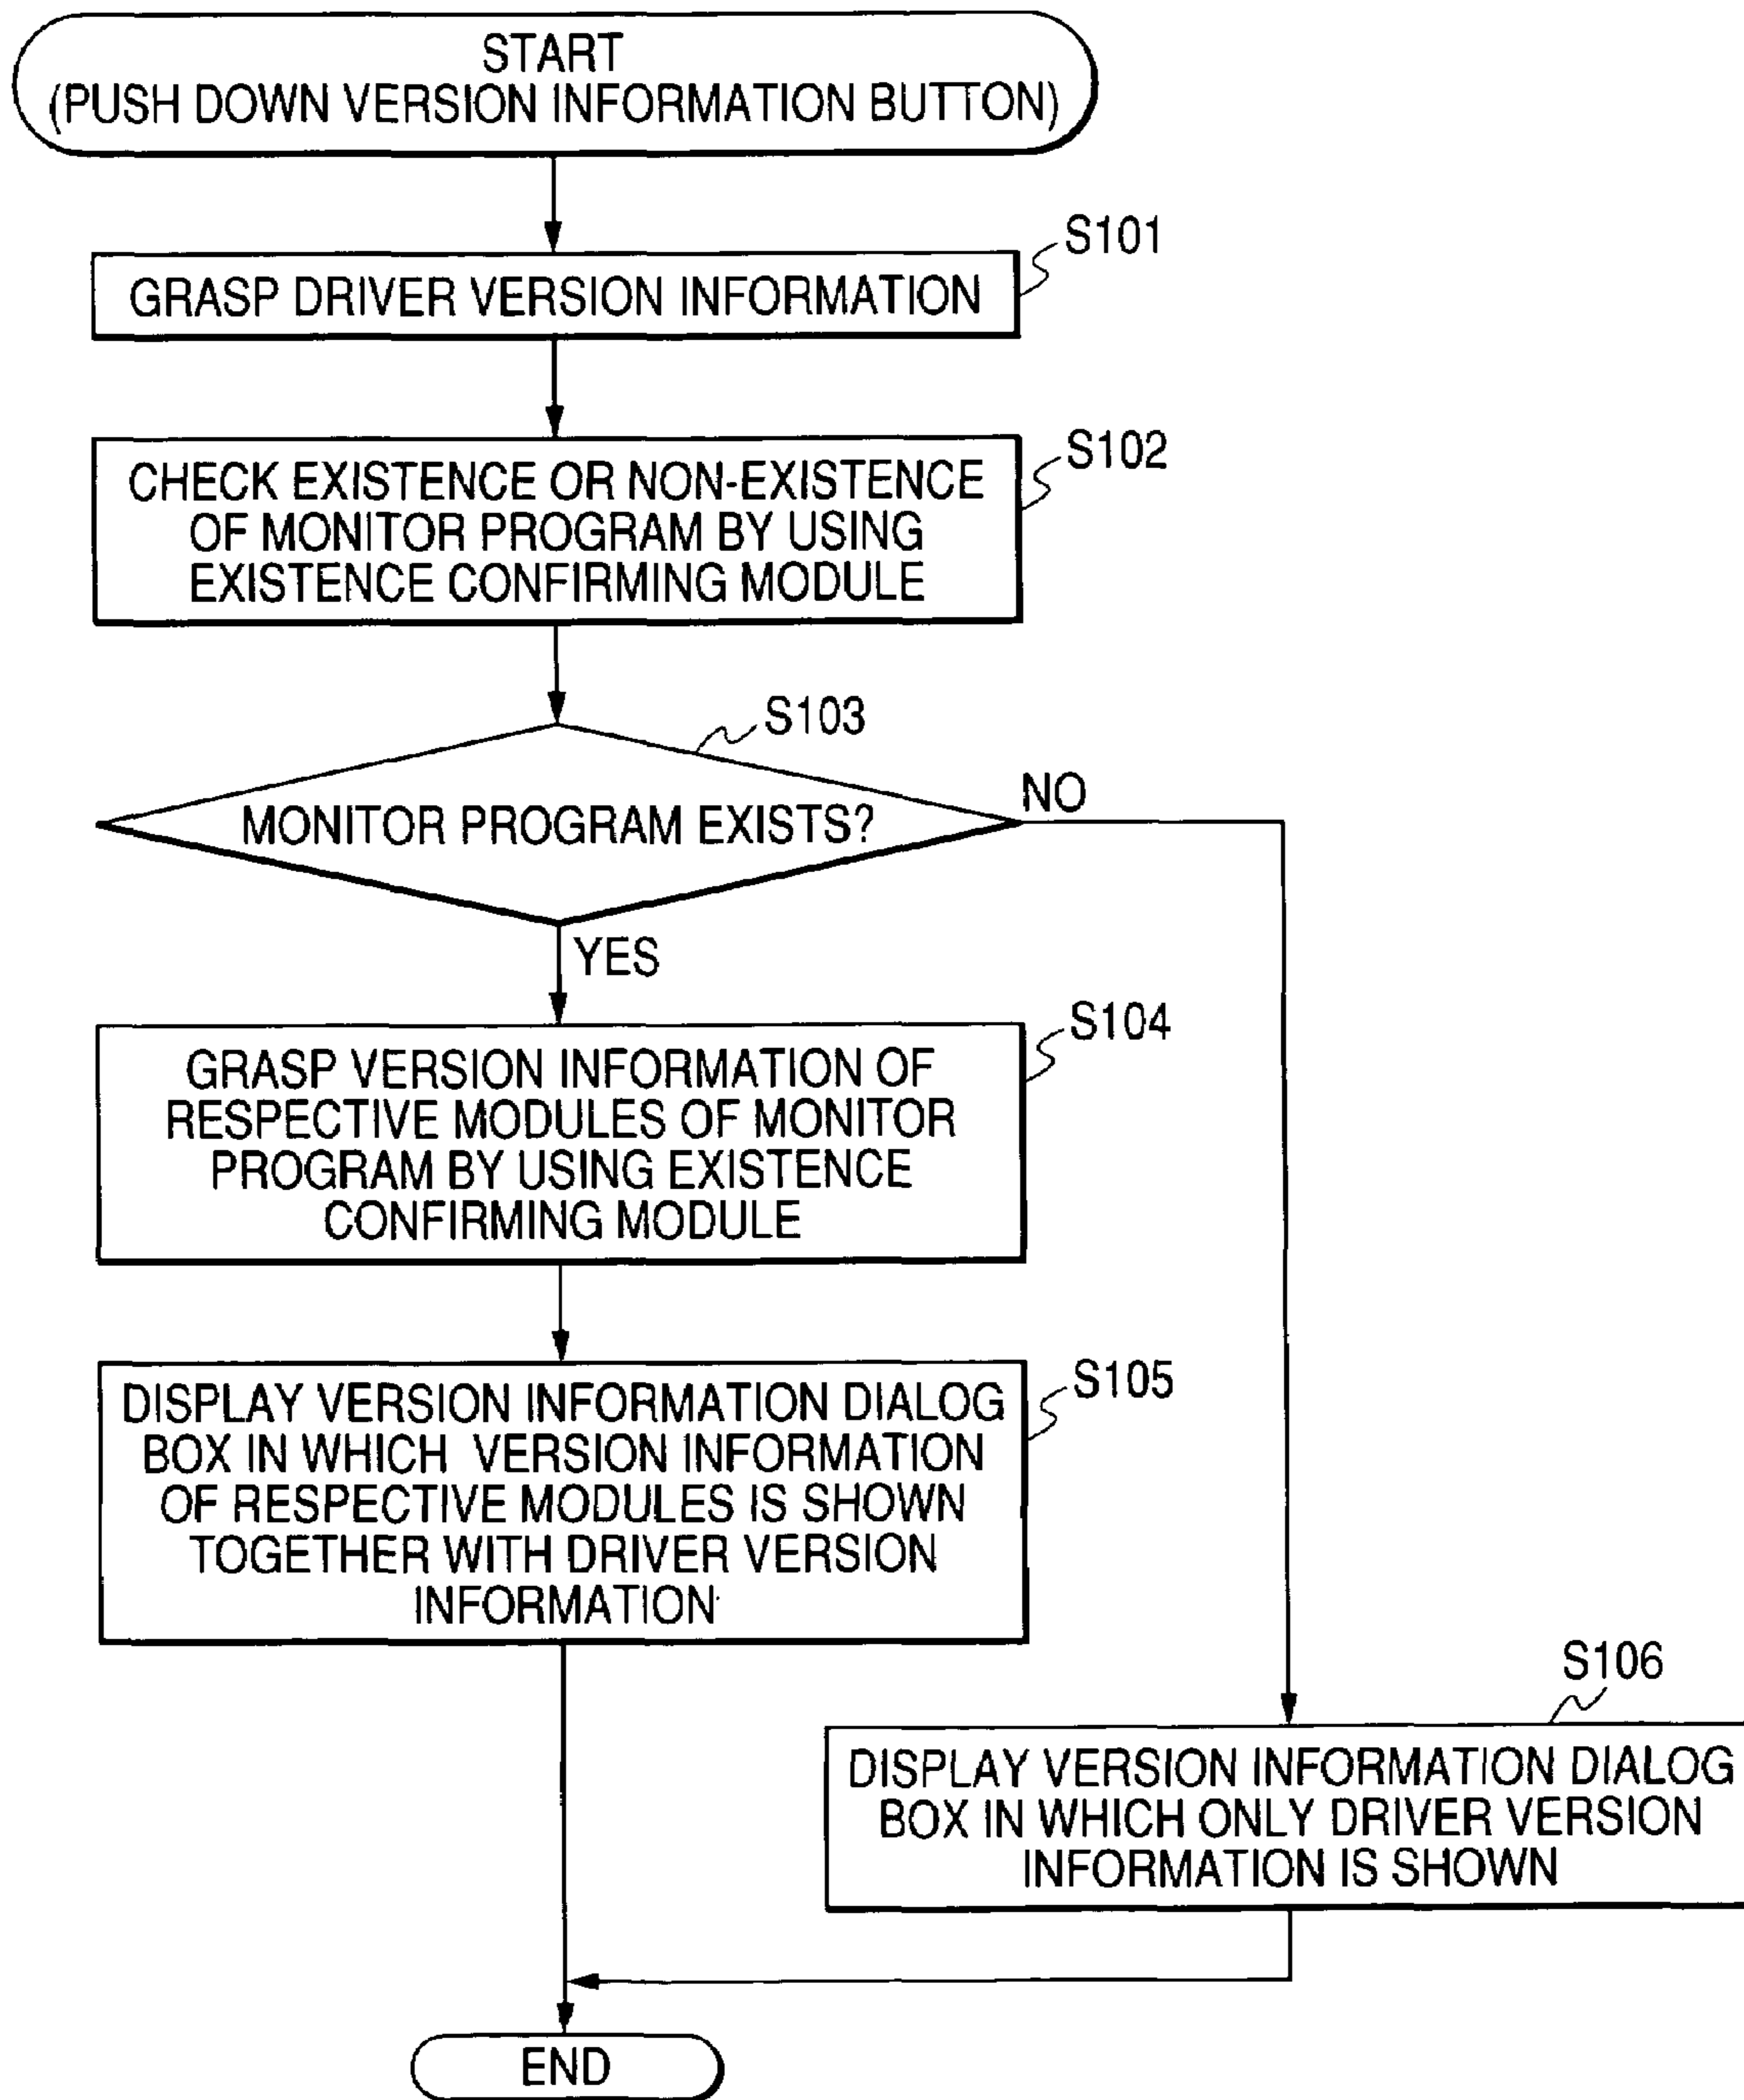 START
(PUSH DOWN VERSION INFORMATION BUTTON)
S101
GRASP DRIVER VERSION INFORMATION
S102
CHECK EXISTENCE OR NON-EXISTENCE
OF MONITOR PROGRAM BY USING
EXISTENCE CONFIRMING MODULE
S103
MONITOR PROGRAM EXISTS?
NO
YES
S104
GRASP VERSION INFORMATION OF
RESPECTIVE MODULES OF MONITOR
PROGRAM BY USING EXISTENCE
CONFIRMING MODULE
S105
DISPLAY VERSION INFORMATION DIALOG
BOX IN WHICH VERSION INFORMATION
OF RESPECTIVE MODULES IS SHOWN
TOGETHER WITH DRIVER VERSION
INFORMATION
S106
DISPLAY VERSION INFORMATION DIALOG
BOX IN WHICH ONLY DRIVER VERSION
INFORMATION IS SHOWN
END